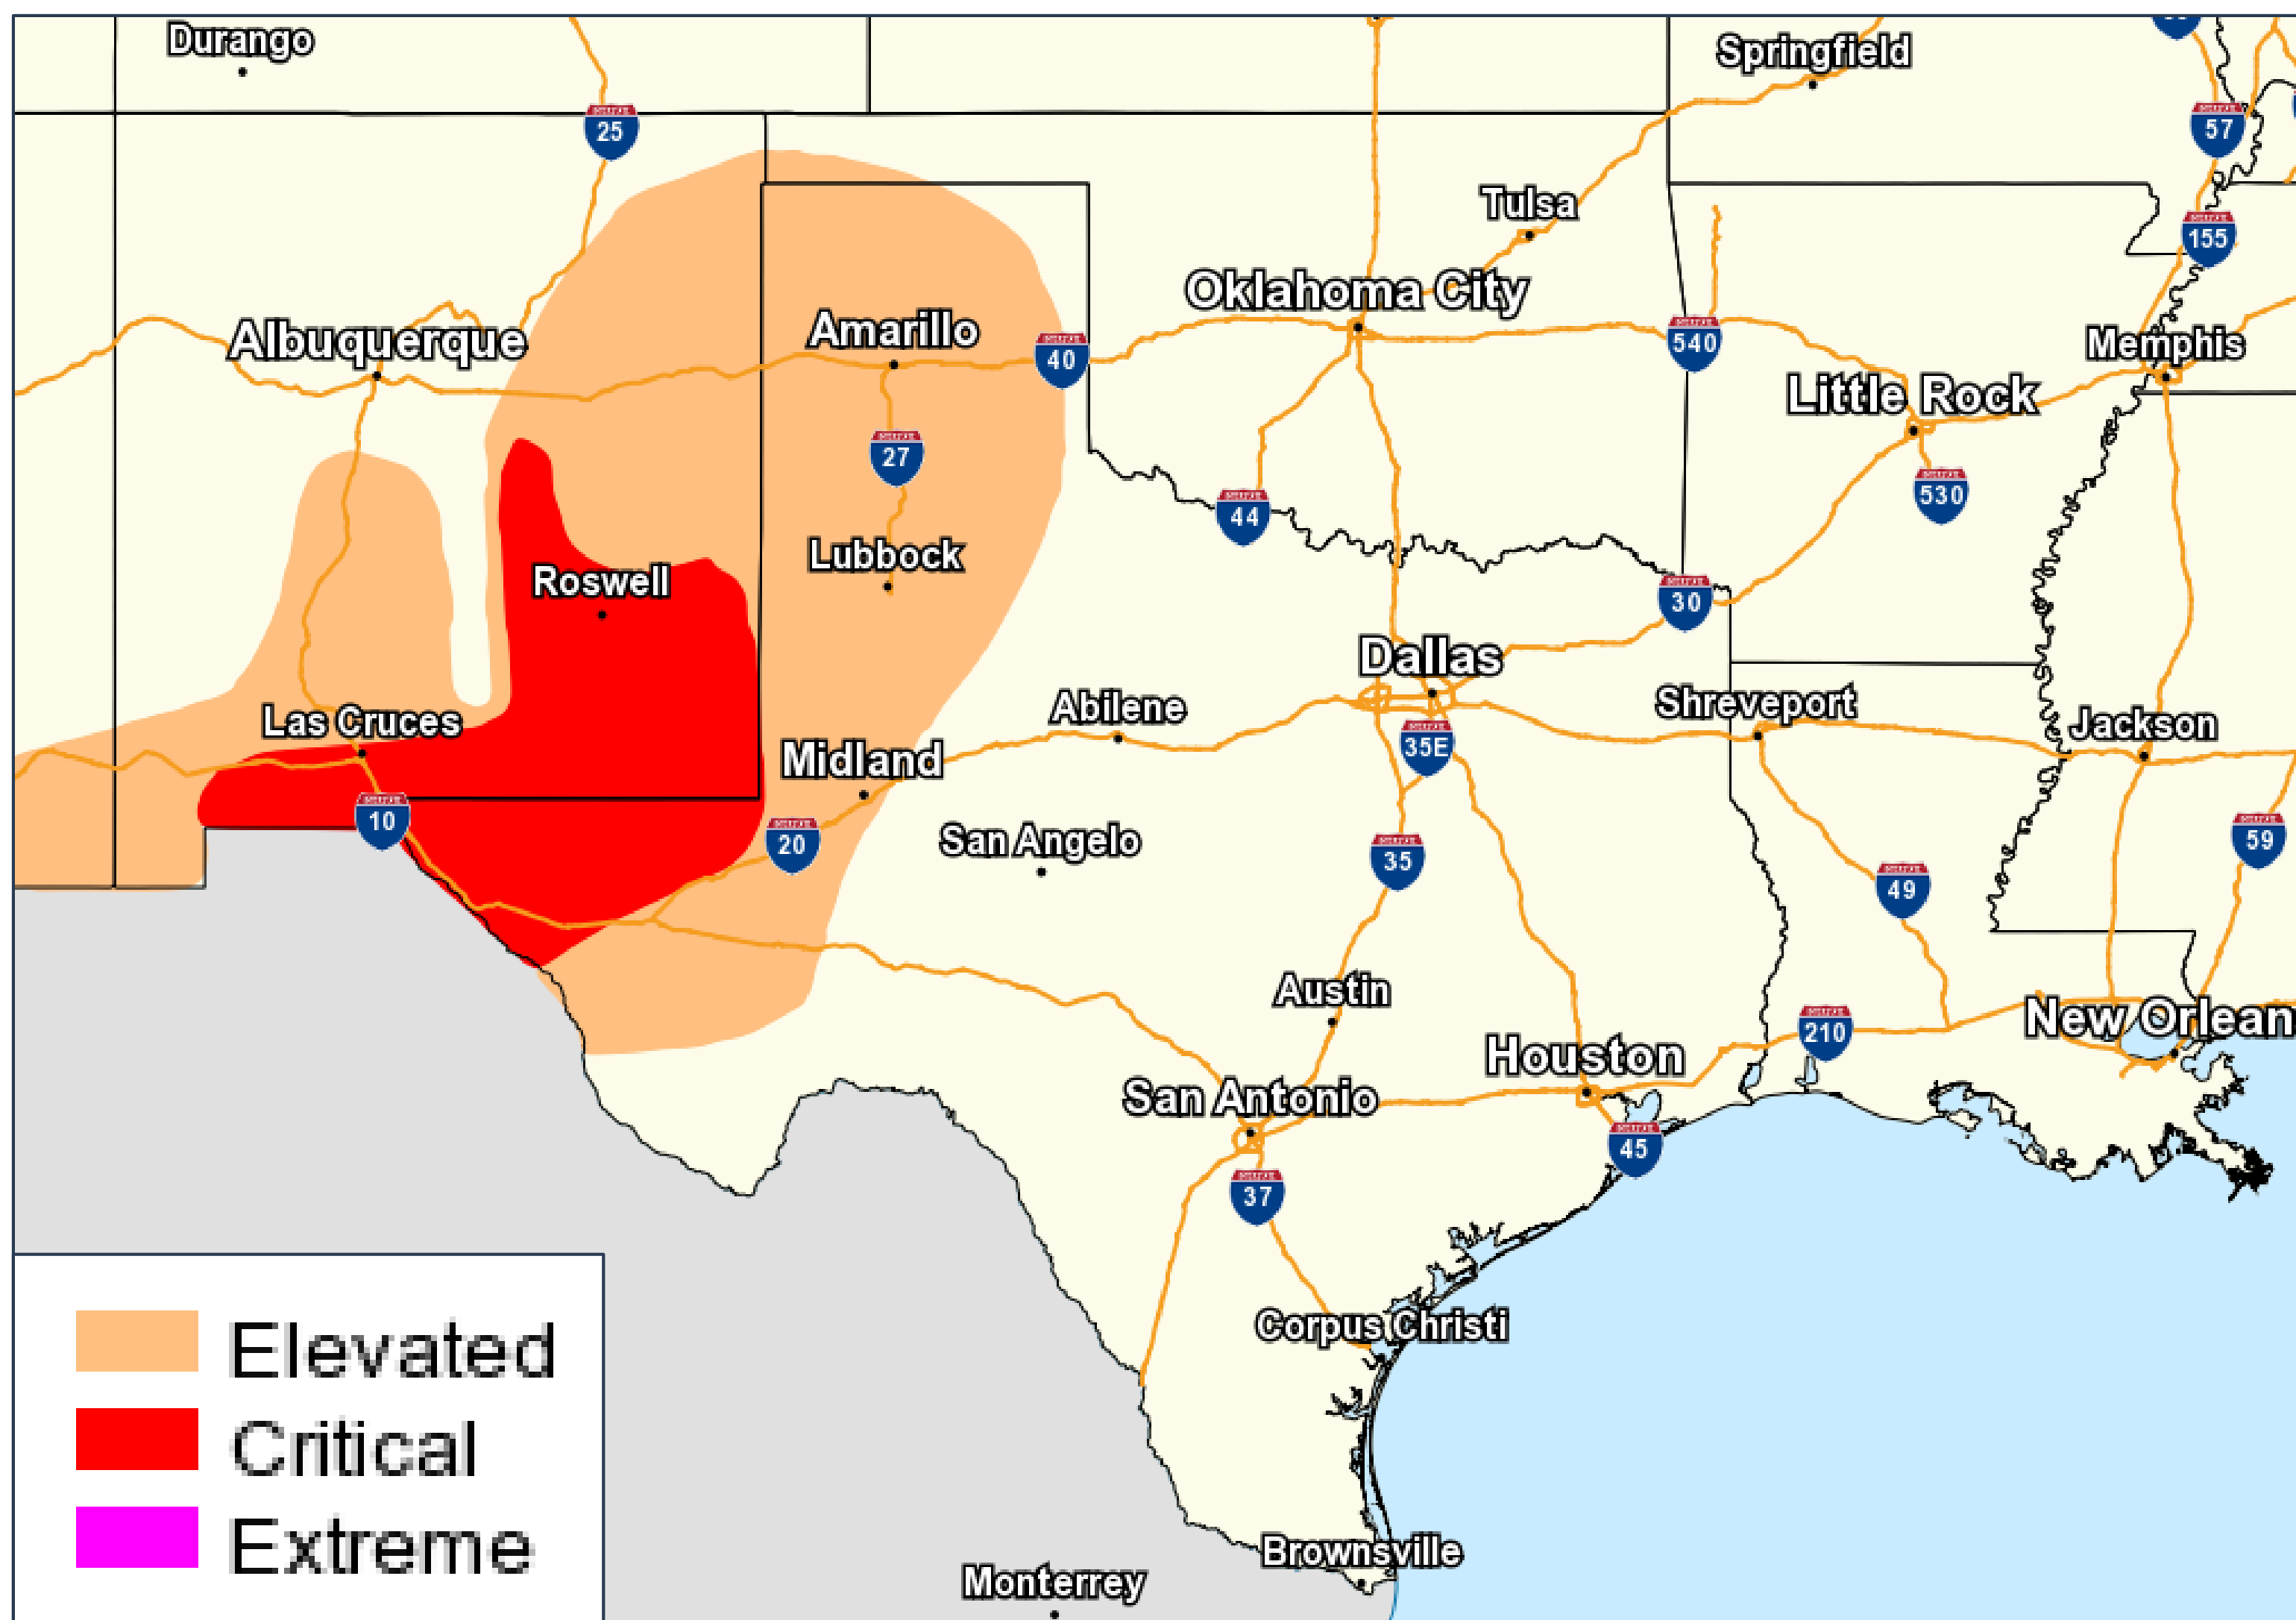 Durango
Springfield
25
57
Tulsa
155
Oklahoma City
Albuquerque
Amarillo
40
540
Memphis
Little Rock
27
530
44
Lubbock
Roswell
30
Dallas
Abilene
Shreveport
Las Cruces
Jackson
35E
Midland
10
20
San Angelo
35
59
49
Austin
New Orlean
210
Houston
San Antonio
45
37
Corpus Christi
Elevated
Critical
Extreme
Brownsville
Monterrey